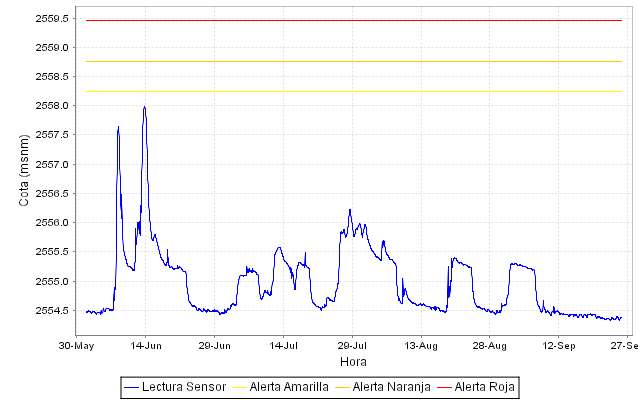 2559.5
2559.0
2558.5
2558.0
2557.5
2557.0
2556.5
2556.0
2555.5
2555.0
2554.5
Cota (msnm)
30-May 14-Jun 29-Jun 14-Jul 29-Jul 13-Aug 28-Aug 12-Sep 27-Se
Hora
Lectura Sensor Alerta Amarilla Alerta Naranja Alerta Roja